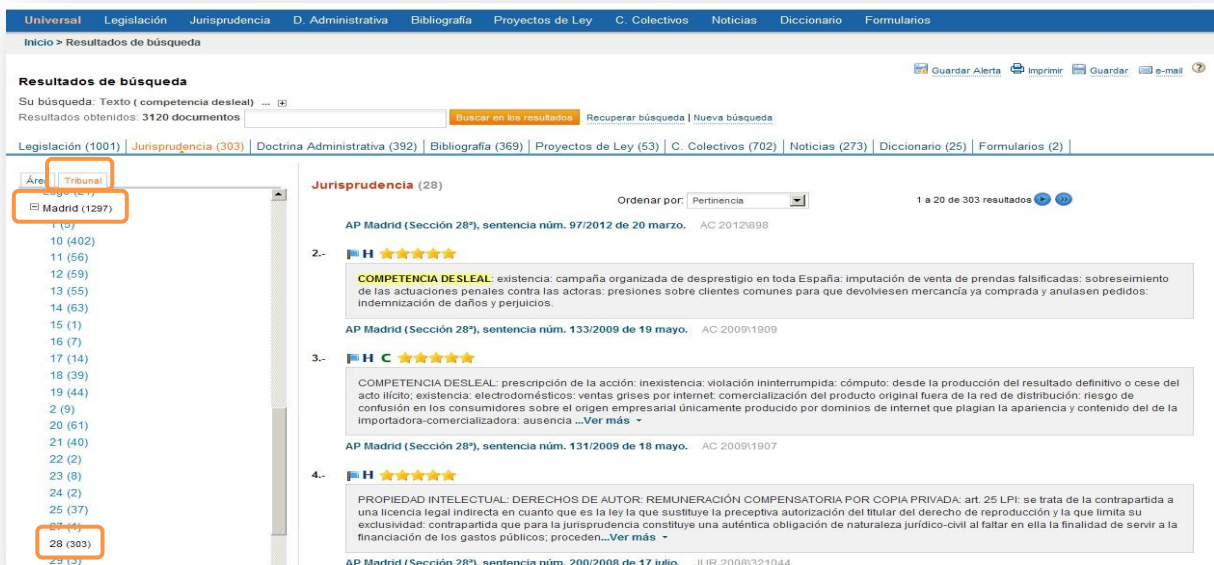 Universal Legislación Jurisprudencia D. Administrativa Bibliografía Proyectos de Ley C. Colectivos Noticias Diccionario Formularios
Inicio > Resultados de búsqueda
Guardar Alerta Imprimir Guardar e-mail ?
Resultados de búsqueda
Su búsqueda: Texto ( competencia desleal) ... +
Resultados obtenidos: 3120 documentos Buscar en los resultados Recuperar búsqueda | Nueva búsqueda
Legislación (1001) | Jurisprudencia (303) | Doctrina Administrativa (392) | Bibliografía (369) | Proyectos de Ley (53) | C. Colectivos (702) | Noticias (273) | Diccionario (25) | Formularios (2) |
Área Tribunal
Lugo (21)
Madrid (1297)
1 (5)
10 (402)
11 (56)
12 (59)
13 (55)
14 (63)
15 (1)
16 (7)
17 (14)
18 (39)
19 (44)
2 (9)
20 (61)
21 (40)
22 (2)
23 (8)
24 (2)
25 (37)
27 (1)
28 (303)
29 (3)
Jurisprudencia (28)
Ordenar por: Pertinencia 1 a 20 de 303 resultados
AP Madrid (Sección 28ª), sentencia núm. 97/2012 de 20 marzo. AC 2012\898
2.- H
COMPETENCIA DESLEAL: existencia: campaña organizada de desprestigio en toda España: imputación de venta de prendas falsificadas: sobreseimiento
de las actuaciones penales contra las actoras: presiones sobre clientes comunes para que devolviesen mercancía ya comprada y anulasen pedidos:
indemnización de daños y perjuicios.
AP Madrid (Sección 28ª), sentencia núm. 133/2009 de 19 mayo. AC 2009\1909
3.- H C
COMPETENCIA DESLEAL: prescripción de la acción: inexistencia: violación ininterrumpida: cómputo: desde la producción del resultado definitivo o cese del
acto ilícito; existencia: electrodomésticos: ventas grises por internet: comercialización del producto original fuera de la red de distribución: riesgo de
confusión en los consumidores sobre el origen empresarial únicamente producido por dominios de internet que plagian la apariencia y contenido del de la
importadora-comercializadora: ausencia ...Ver más
AP Madrid (Sección 28ª), sentencia núm. 131/2009 de 18 mayo. AC 2009\1907
4.- H
PROPIEDAD INTELECTUAL: DERECHOS DE AUTOR: REMUNERACIÓN COMPENSATORIA POR COPIA PRIVADA: art. 25 LPI: se trata de la contrapartida a
una licencia legal indirecta en cuanto que es la ley la que sustituye la preceptiva autorización del titular del derecho de reproducción y la que limita su
exclusividad: contrapartida que para la jurisprudencia constituye una auténtica obligación de naturaleza jurídico-civil al faltar en ella la finalidad de servir a la
financiación de los gastos públicos; proceden...Ver más
AP Madrid (Sección 28ª), sentencia núm. 200/2008 de 17 julio. JUR 2008\321044